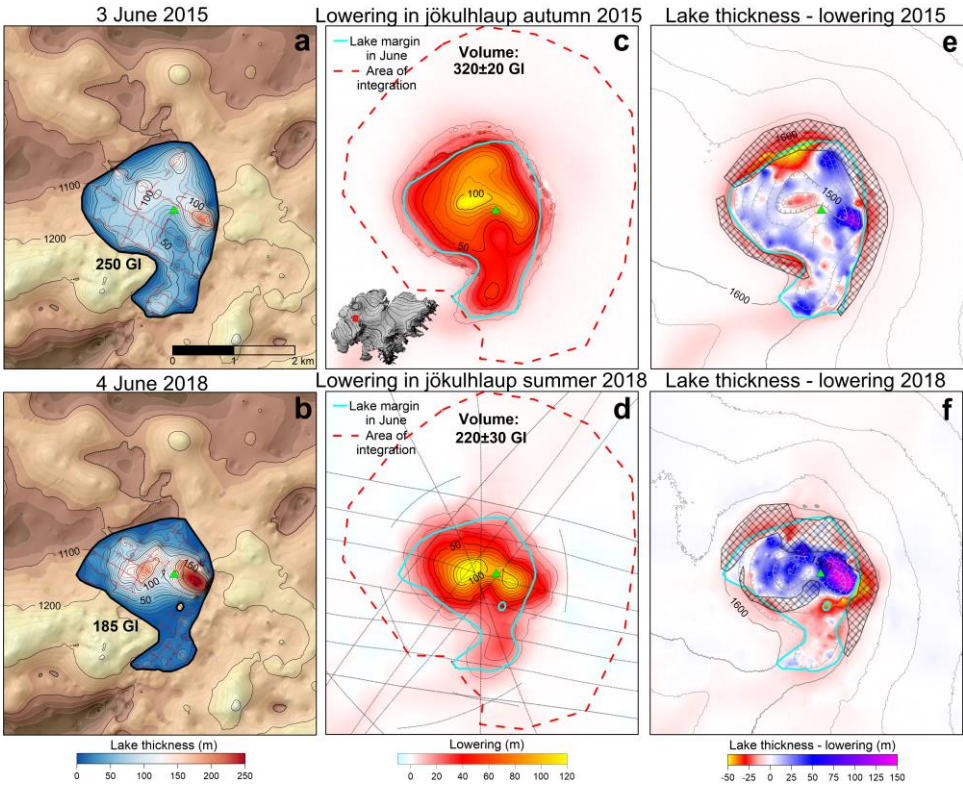 3 June 2015
a
1100
100
100
50
1200
250 Gl
0 1 2 km
Lowering in jökulhlaup autumn 2015
c
Lake margin
in June
Area of
integration
Volume:
320±20 Gl
100
50
Lake thickness - lowering 2015
e
1600
1500
1600
4 June 2018
b
1100
150
100
50
1200
185 Gl
Lowering in jökulhlaup summer 2018
d
Lake margin
in June
Area of
integration
Volume:
220±30 Gl
50
100
Lake thickness - lowering 2018
f
1600
Lake thickness (m)
0 50 100 150 200 250
Lowering (m)
0 20 40 60 80 100 120
Lake thickness - lowering (m)
-50 -25 0 25 50 75 100 125 150